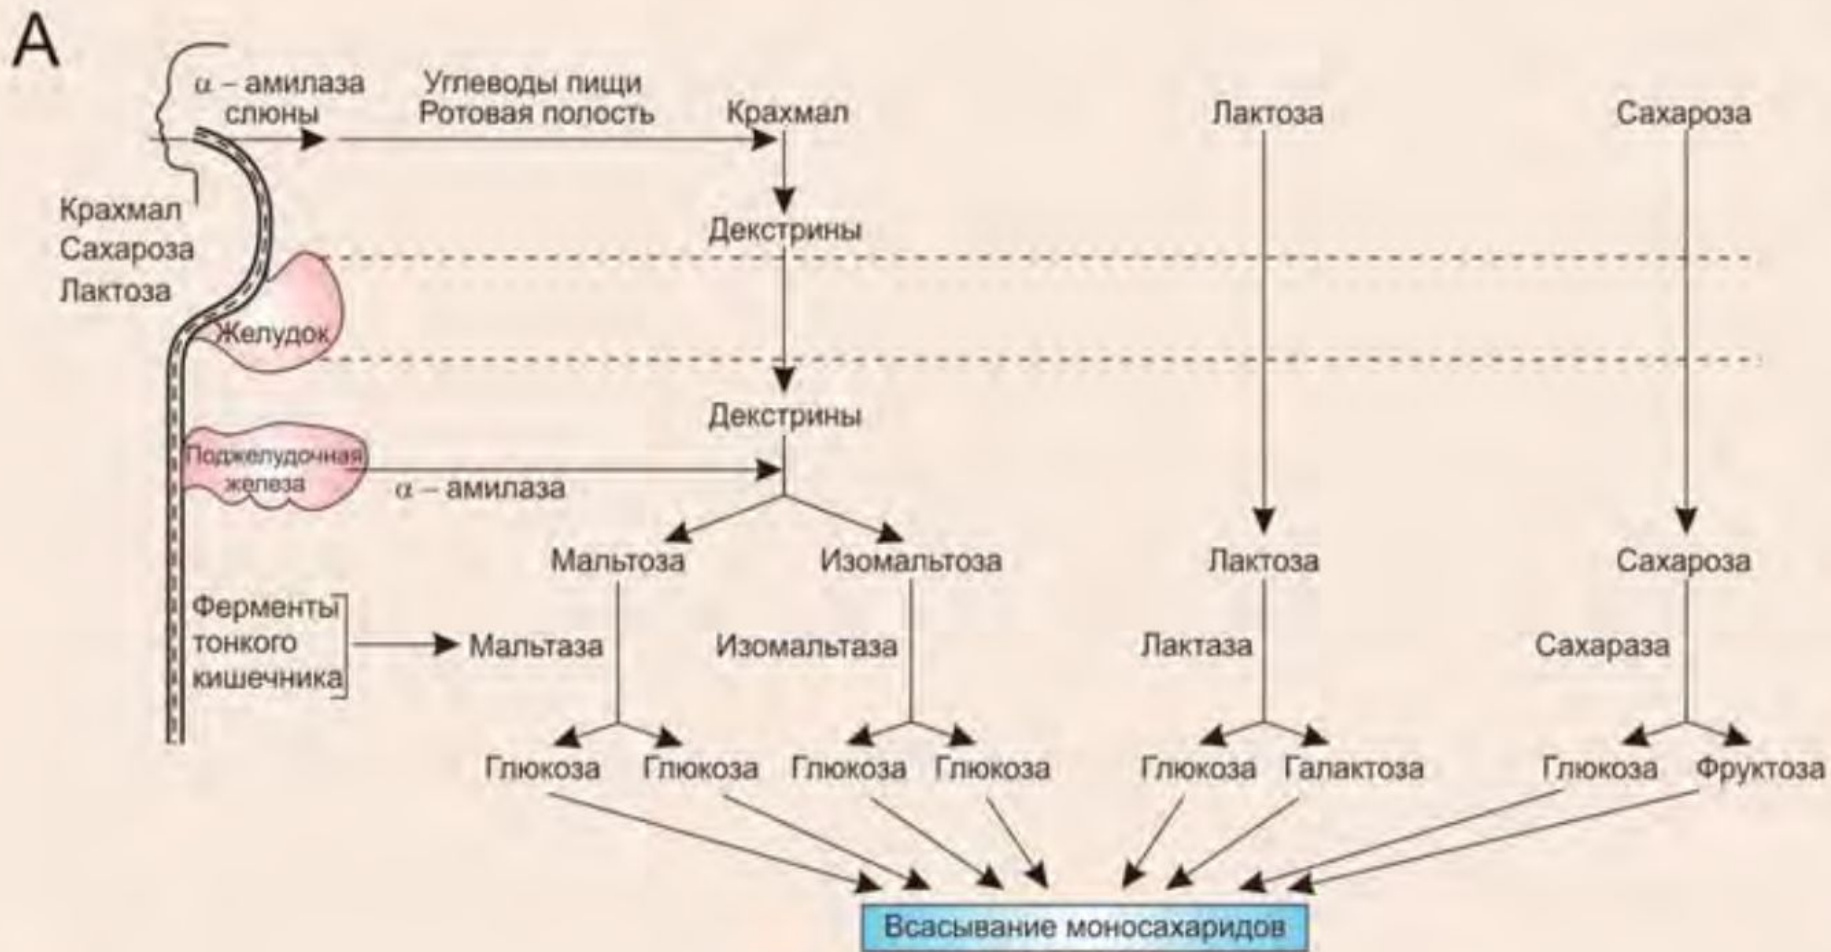 А
α – амилаза
слюны
Углеводы пищи
Ротовая полость
Крахмал
Лактоза
Сахароза
Крахмал
Сахароза
Лактоза
Декстрины
Желудок
Декстрины
Поджелудочная
железа
α – амилаза
Мальтоза
Изомальтоза
Лактоза
Сахароза
Ферменты
тонкого
кишечника
Мальтаза
Изомальтаза
Лактаза
Сахараза
Глюкоза
Глюкоза
Глюкоза
Глюкоза
Глюкоза
Галактоза
Глюкоза
Фруктоза
Всасывание моносахаридов